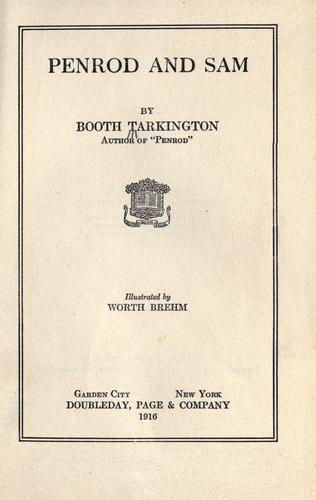 PENROD AND SAM
BY
BOOTH TARKINGTON
AUTHOR OF "PENROD"
Illustrated by
WORTH BREHM
GARDEN CITY NEW YORK
DOUBLEDAY, PAGE & COMPANY
1916